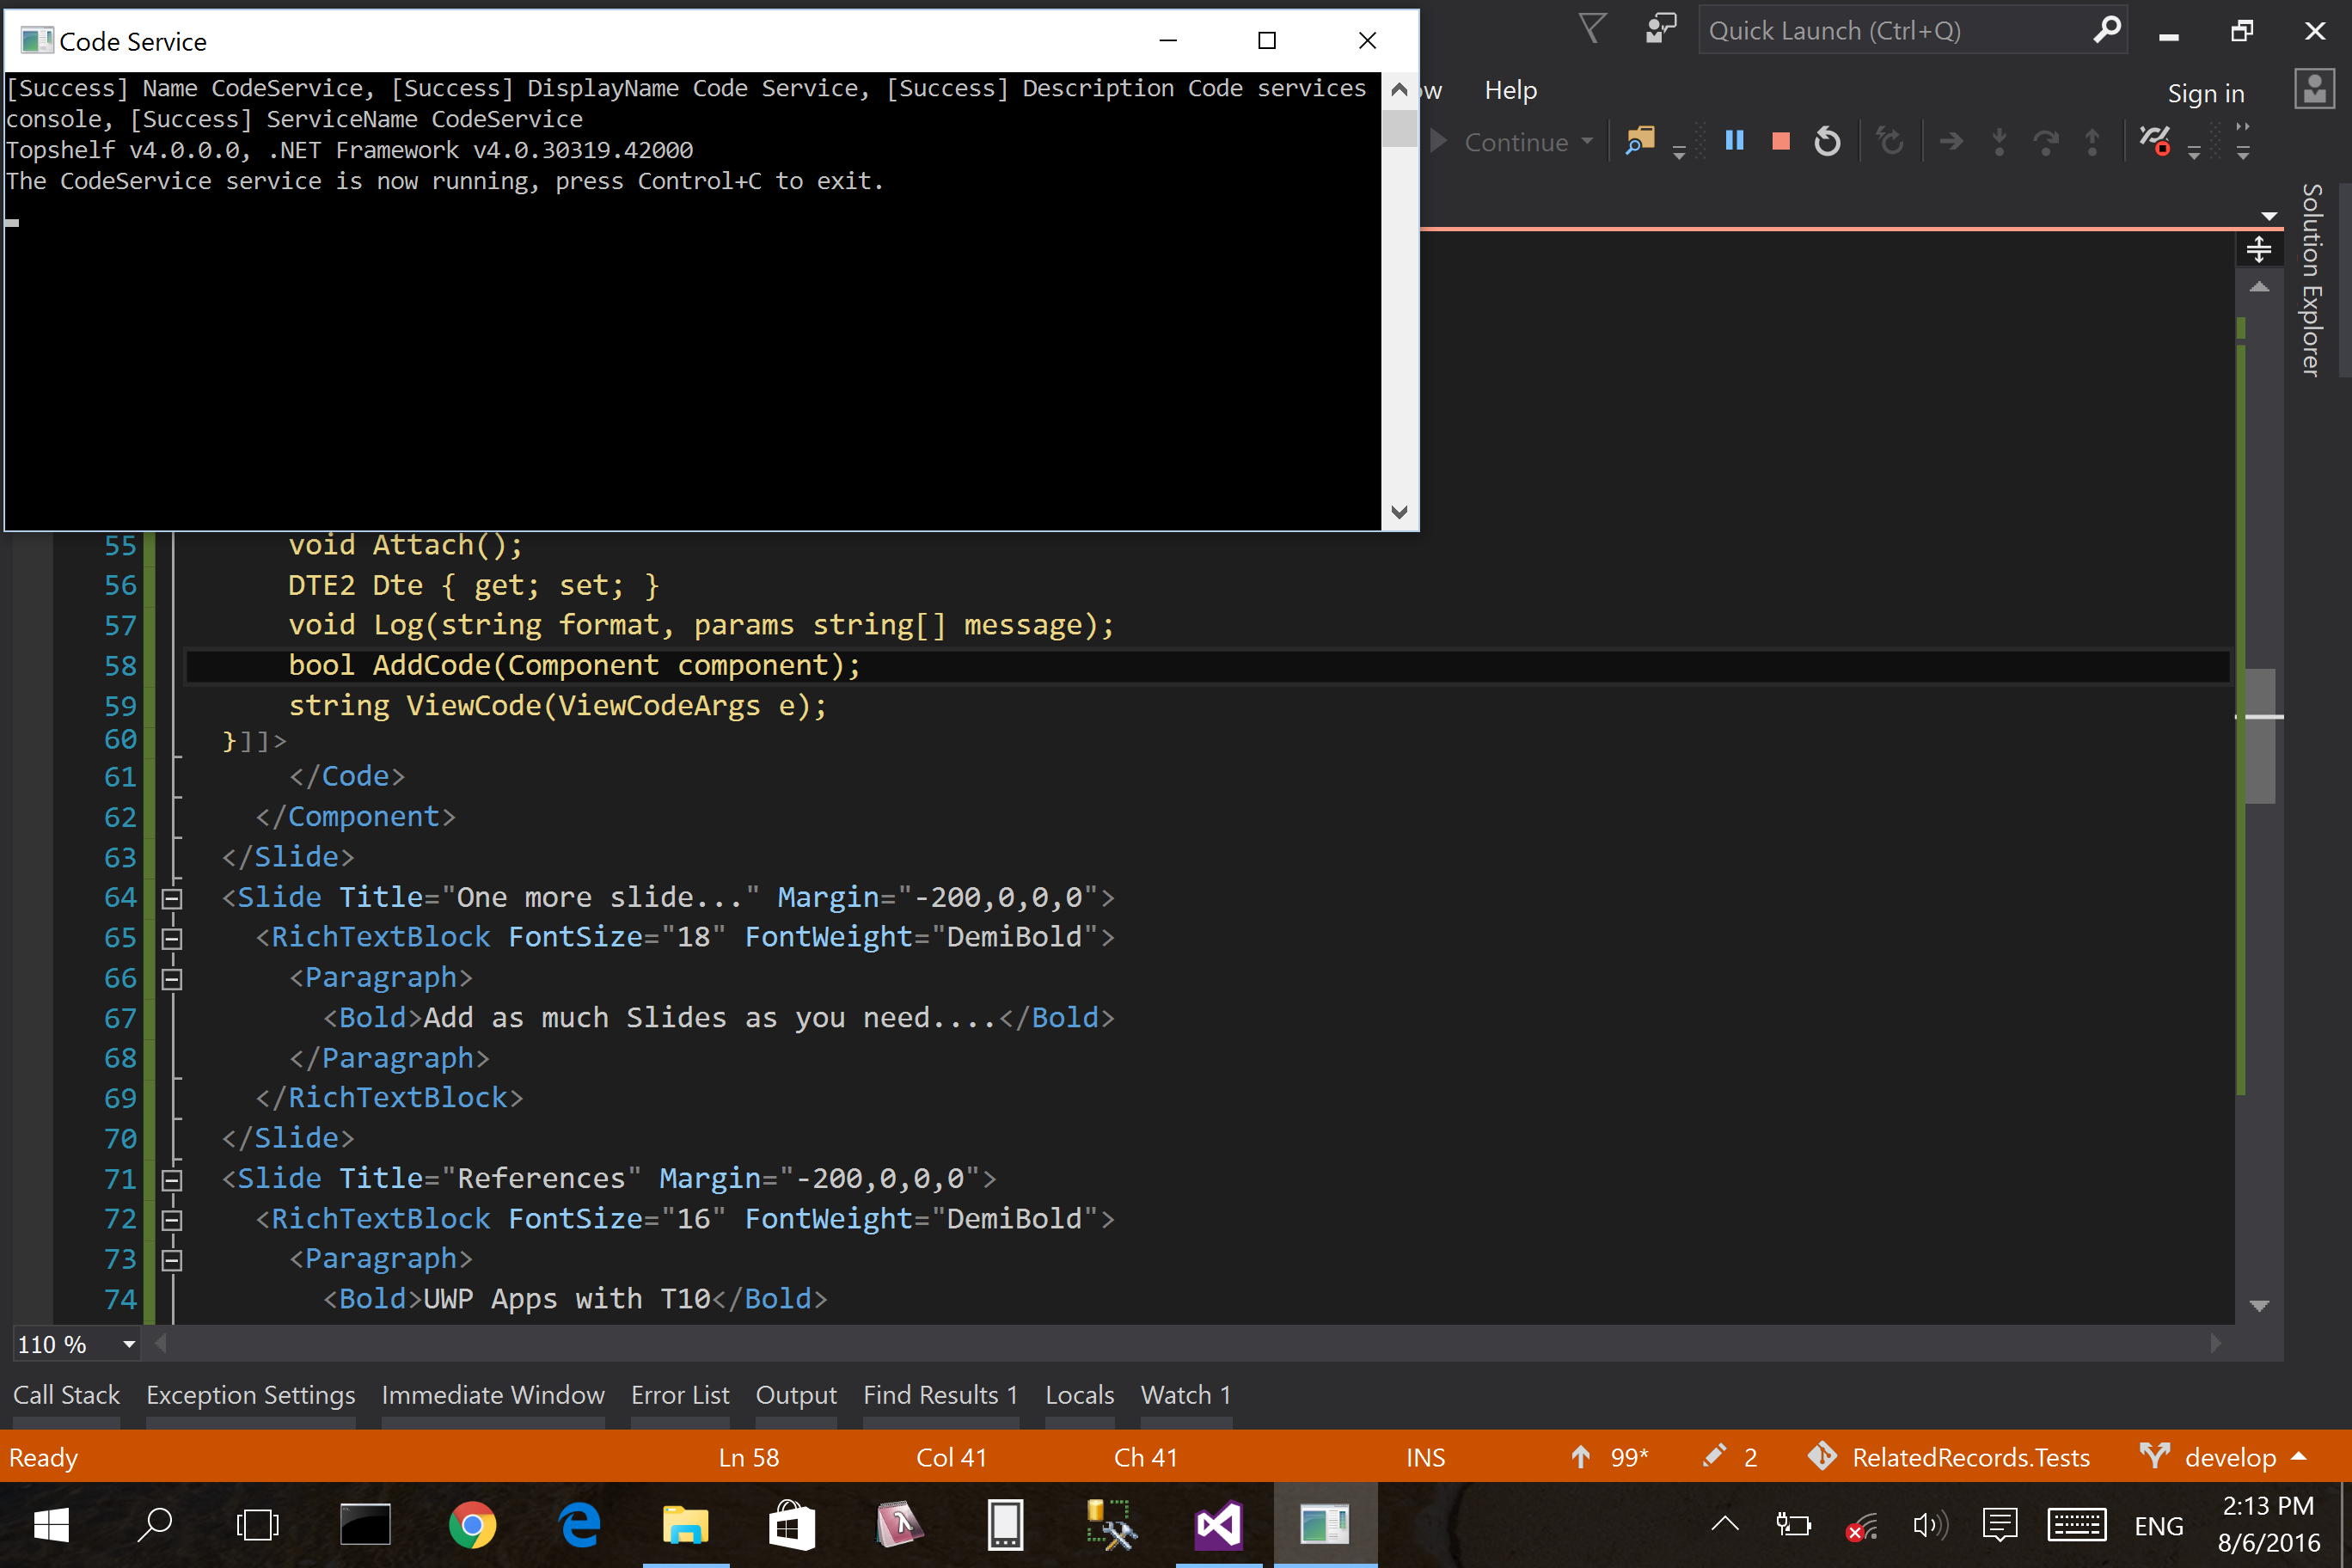 Code Service
[Success] Name CodeService, [Success] DisplayName Code Service, [Success] Description Code services
console, [Success] ServiceName CodeService
Topshelf v4.0.0.0, .NET Framework v4.0.30319.42000
The CodeService service is now running, press Control+C to exit.
Quick Launch (Ctrl+Q)
ow Help
Sign in
Continue
Solution Explorer
55 void Attach();
56 DTE2 Dte { get; set; }
57 void Log(string format, params string[] message);
58 bool AddCode(Component component);
59 string ViewCode(ViewCodeArgs e);
60 }]]>
61 </Code>
62 </Component>
63 </Slide>
64 <Slide Title="One more slide..." Margin="-200,0,0,0">
65 <RichTextBlock FontSize="18" FontWeight="DemiBold">
66 <Paragraph>
67 <Bold>Add as much Slides as you need....</Bold>
68 </Paragraph>
69 </RichTextBlock>
70 </Slide>
71 <Slide Title="References" Margin="-200,0,0,0">
72 <RichTextBlock FontSize="16" FontWeight="DemiBold">
73 <Paragraph>
74 <Bold>UWP Apps with T10</Bold>
110 %
Call Stack Exception Settings Immediate Window Error List Output Find Results 1 Locals Watch 1
Ready Ln 58 Col 41 Ch 41 INS 99* 2 RelatedRecords.Tests develop
ENG
2:13 PM
8/6/2016